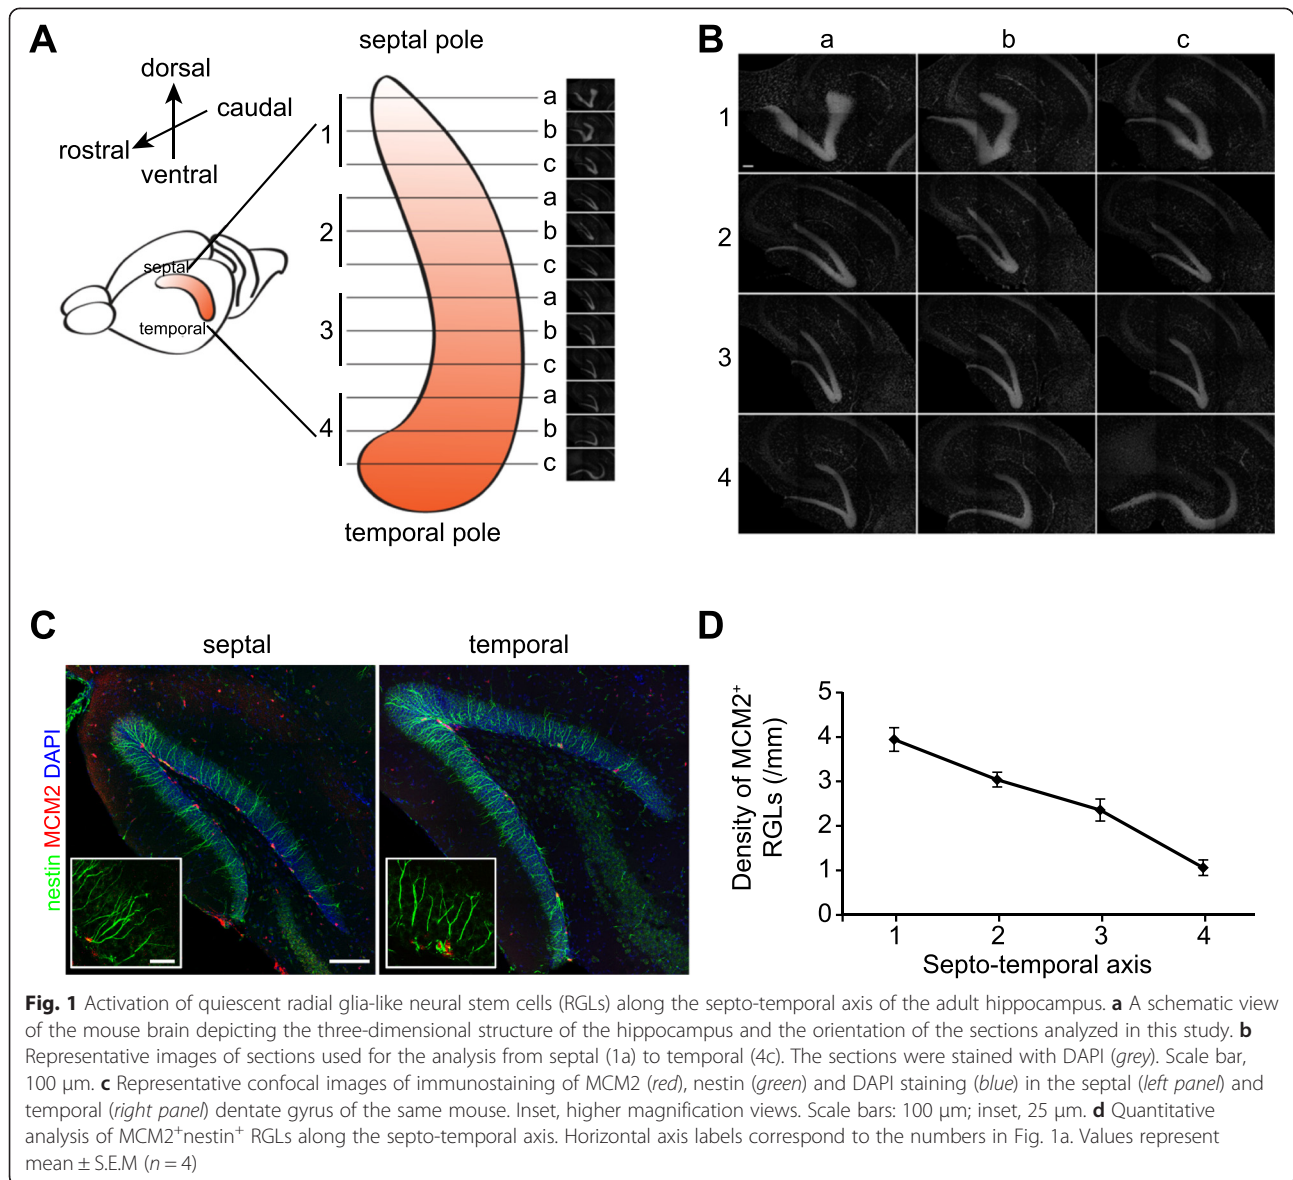 A
septal pole
dorsal
caudal
rostral
ventral
septal
temporal
1
2
3
4
a
b
c
a
b
c
a
b
c
a
b
c
temporal pole
B
a b c
1
2
3
4
C
septal temporal
nestin MCM2 DAPI
D
Density of MCM2+
RGLs (/mm)
5
4
3
2
1
0
1 2 3 4
Septo-temporal axis
Fig. 1 Activation of quiescent radial glia-like neural stem cells (RGLs) along the septo-temporal axis of the adult hippocampus. a A schematic view
of the mouse brain depicting the three-dimensional structure of the hippocampus and the orientation of the sections analyzed in this study. b
Representative images of sections used for the analysis from septal (1a) to temporal (4c). The sections were stained with DAPI (grey). Scale bar,
100 μm. c Representative confocal images of immunostaining of MCM2 (red), nestin (green) and DAPI staining (blue) in the septal (left panel) and
temporal (right panel) dentate gyrus of the same mouse. Inset, higher magnification views. Scale bars: 100 μm; inset, 25 μm. d Quantitative
analysis of MCM2+nestin+ RGLs along the septo-temporal axis. Horizontal axis labels correspond to the numbers in Fig. 1a. Values represent
mean ± S.E.M (n = 4)